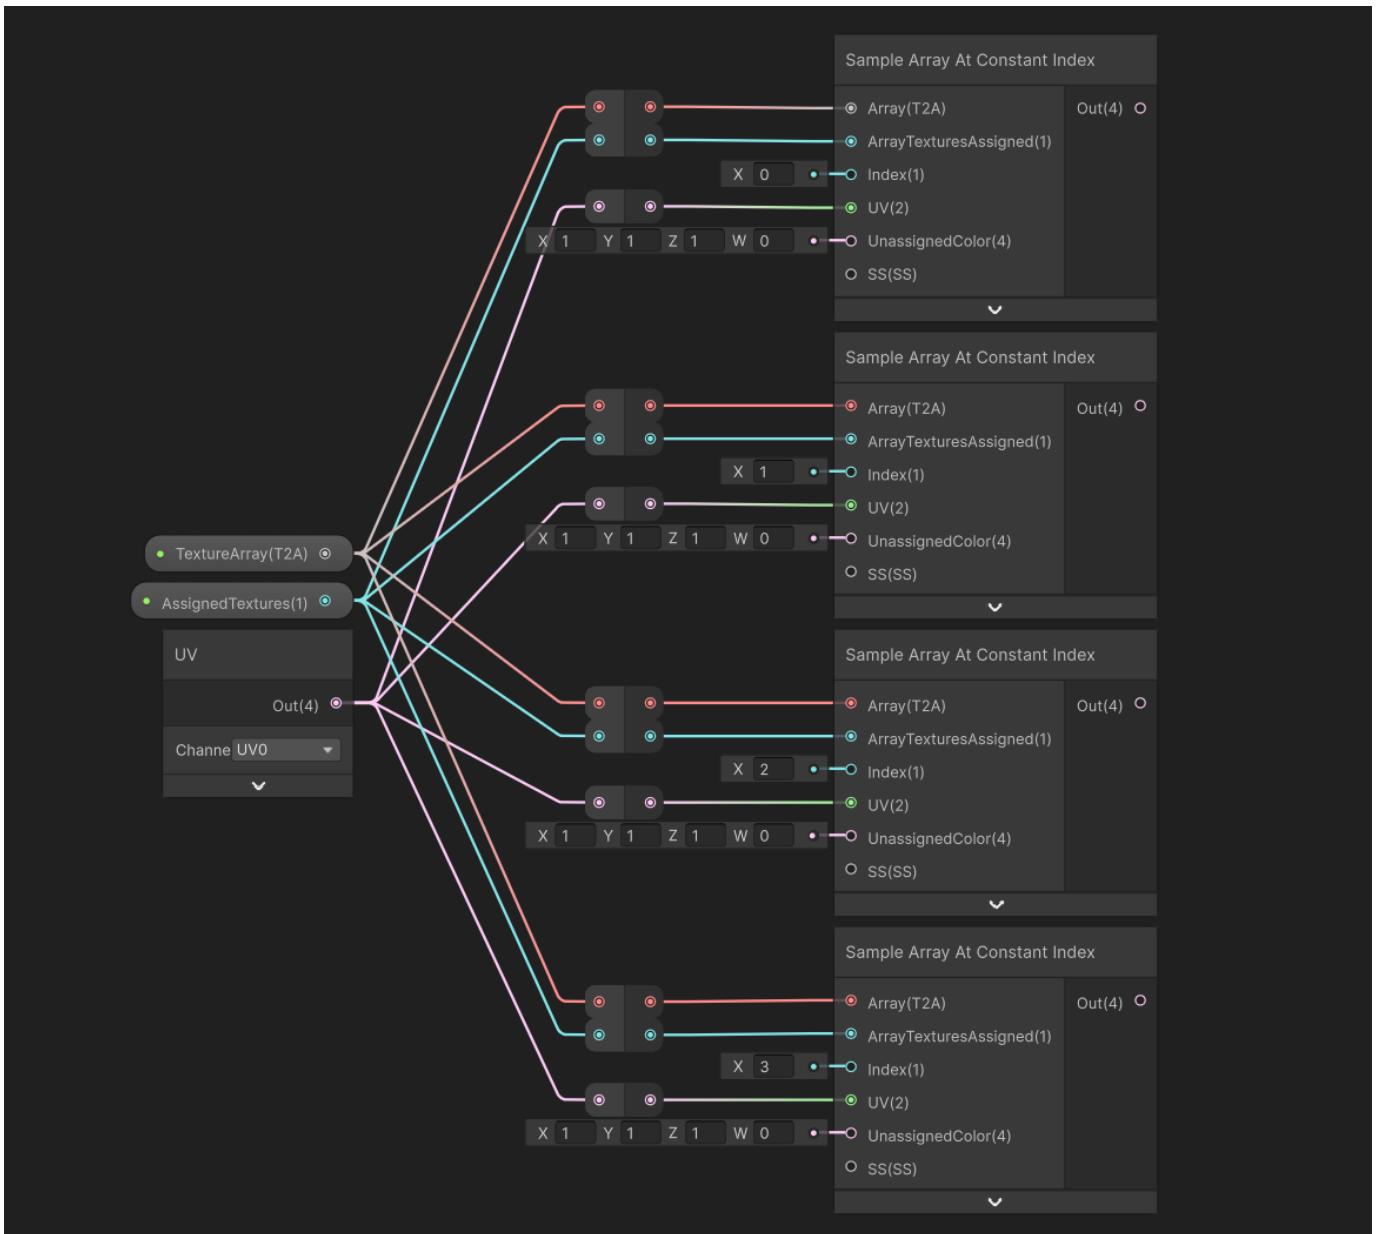 Sample Array At Constant Index
Array(T2A) Out(4)
ArrayTexturesAssigned(1)
X 0 Index(1)
UV(2)
X 1 Y 1 Z 1 W 0 UnassignedColor(4)
SS(SS)
Sample Array At Constant Index
Array(T2A) Out(4)
ArrayTexturesAssigned(1)
X 1 Index(1)
UV(2)
X 1 Y 1 Z 1 W 0 UnassignedColor(4)
SS(SS)
TextureArray(T2A)
AssignedTextures(1)
UV
Out(4)
Channe UV0
Sample Array At Constant Index
Array(T2A) Out(4)
ArrayTexturesAssigned(1)
X 2 Index(1)
UV(2)
X 1 Y 1 Z 1 W 0 UnassignedColor(4)
SS(SS)
Sample Array At Constant Index
Array(T2A) Out(4)
ArrayTexturesAssigned(1)
X 3 Index(1)
UV(2)
X 1 Y 1 Z 1 W 0 UnassignedColor(4)
SS(SS)